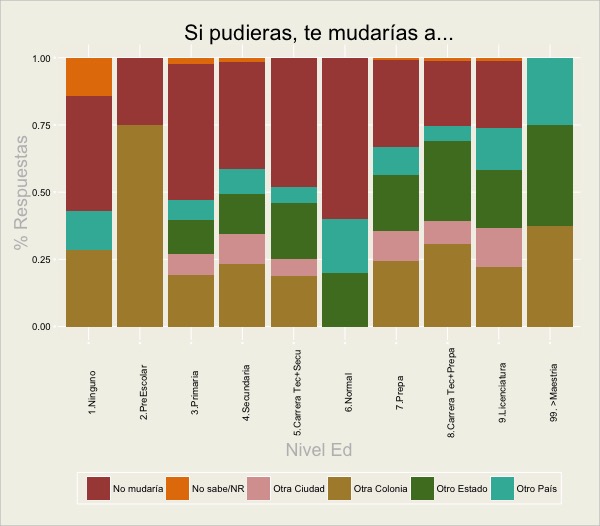 Si pudieras, te mudarías a...
% Respuestas
1.00
0.75
0.50
0.25
0.00
1.Ninguno
2.PreEscolar
3.Primaria
4.Secundaria
5.Carrera Tec+Secu
6.Normal
7.Prepa
8.Carrera Tec+Prepa
9.Licenciatura
99. >Maestria
Nivel Ed
No mudaría No sabe/NR Otra Ciudad Otra Colonia Otro Estado Otro País